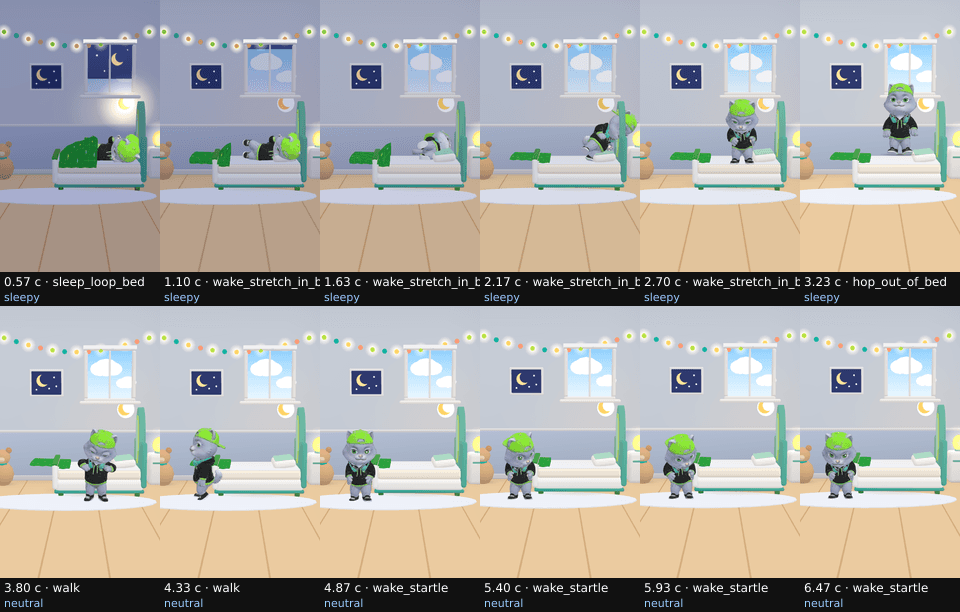 0.57 с · sleep_loop_bed
sleepy
1.10 с · wake_stretch_in_b
sleepy
1.63 с · wake_stretch_in_b
sleepy
2.17 с · wake_stretch_in_b
sleepy
2.70 с · wake_stretch_in_b
sleepy
3.23 с · hop_out_of_bed
sleepy
3.80 с · walk
neutral
4.33 с · walk
neutral
4.87 с · wake_startle
neutral
5.40 с · wake_startle
neutral
5.93 с · wake_startle
neutral
6.47 с · wake_startle
neutral